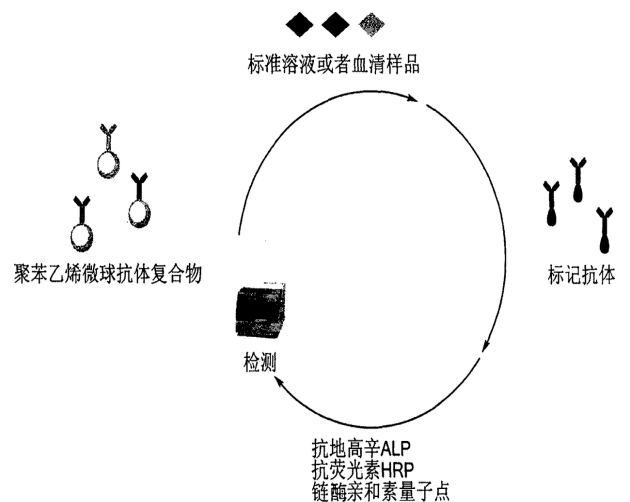 标准溶液或者血清样品
聚苯乙烯微球抗体复合物
标记抗体
检测
抗地高辛ALP
抗荧光素HRP
链酶亲和素量子点